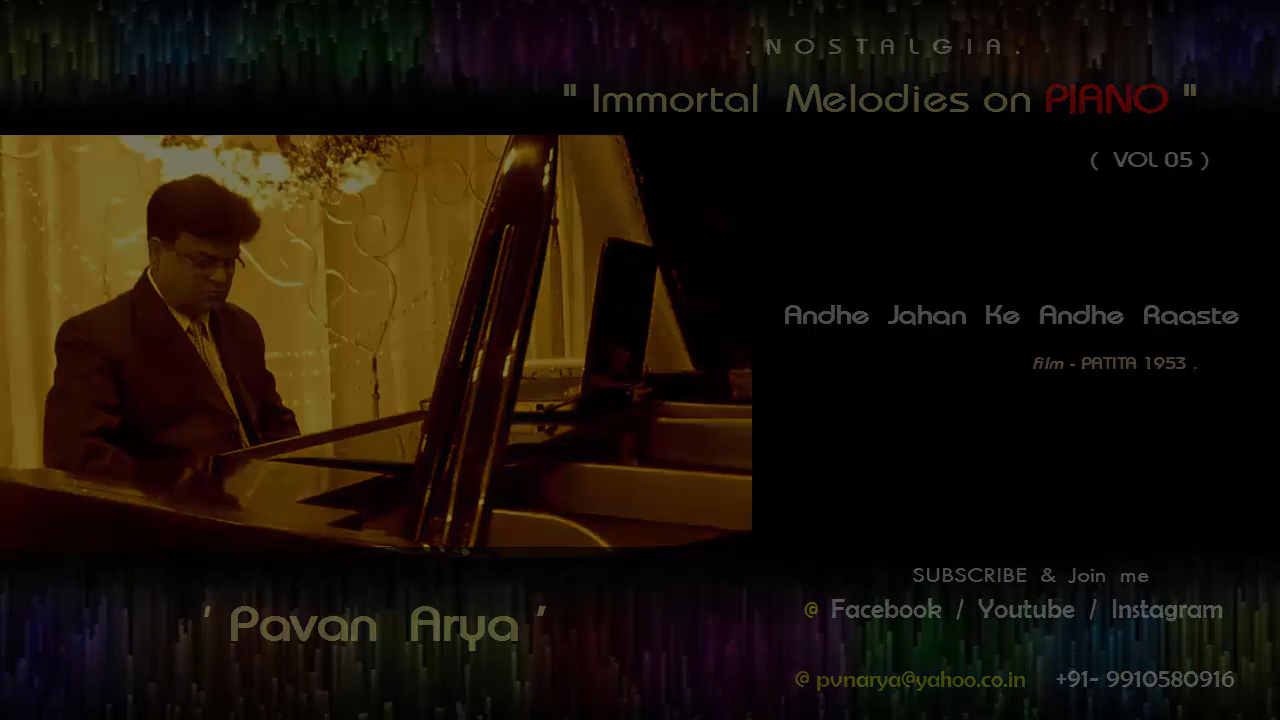 . N O S T A L G I A .
" Immortal Melodies on PIANO "
( VOL 05 )
Andhe Jahan Ke Andhe Raaste
film - PATITA 1953 .
SUBSCRIBE & Join me
@ Facebook / Youtube / Instagram
' Pavan Arya '
@ pvnarya@yahoo.co.in +91- 9910580916